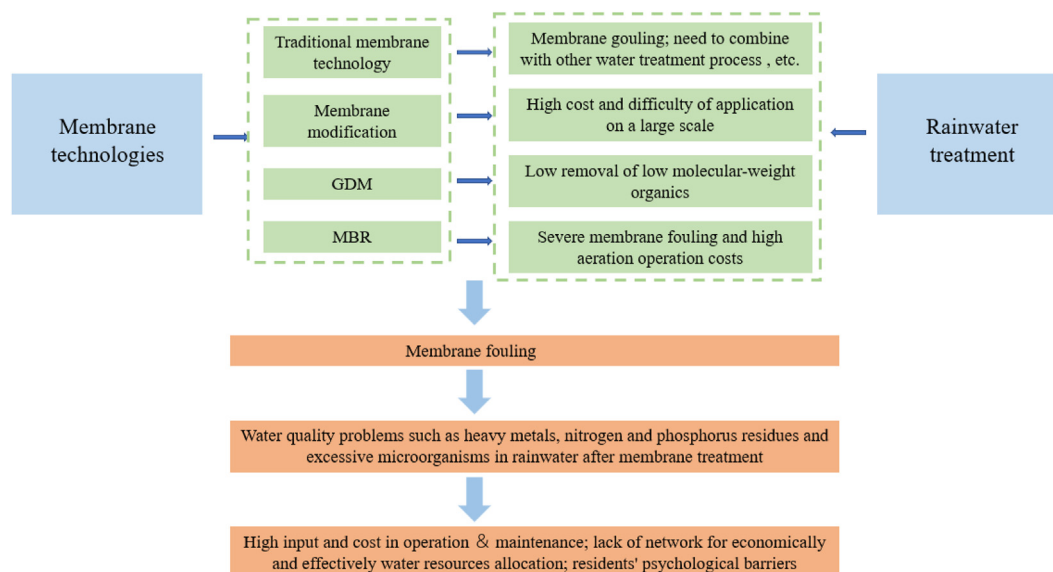 Membrane
technologies
Traditional membrane
technology
Membrane
modification
GDM
MBR
Membrane gouling; need to combine
with other water treatment process , etc.
High cost and difficulty of application
on a large scale
Low removal of low molecular-weight
organics
Severe membrane fouling and high
aeration operation costs
Rainwater
treatment
Membrane fouling
Water quality problems such as heavy metals, nitrogen and phosphorus residues and
excessive microorganisms in rainwater after membrane treatment
High input and cost in operation & maintenance; lack of network for economically
and effectively water resources allocation; residents' psychological barriers